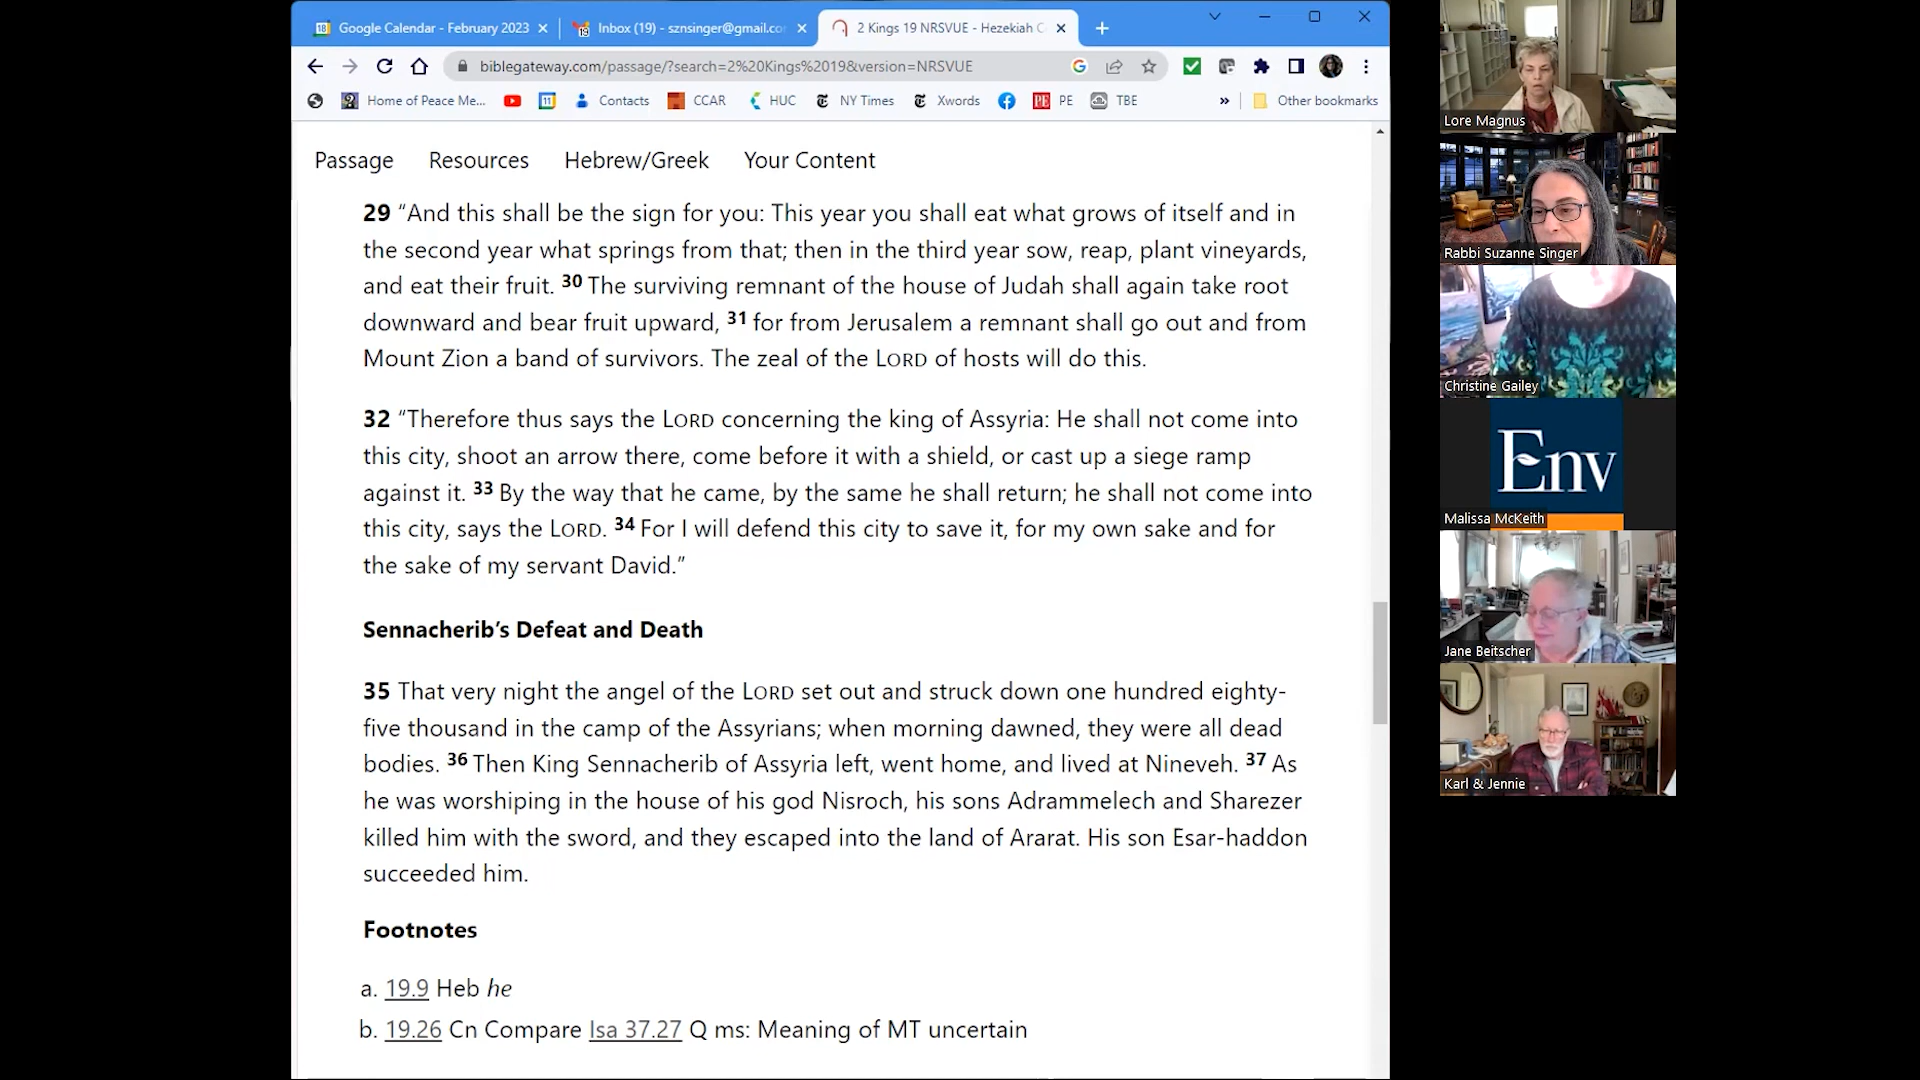 Google Calendar - February 2023
Inbox (19) - sznsinger@gmail.co
2 Kings 19 NRSVUE - Hezekiah C
biblegateway.com/passage/?search=2%20Kings%2019&version=NRSVUE
Home of Peace Me...
Contacts
CCAR
HUC
NY Times
Xwords
PE
TBE
»
Other bookmarks
Passage Resources Hebrew/Greek Your Content
29 “And this shall be the sign for you: This year you shall eat what grows of itself and in
the second year what springs from that; then in the third year sow, reap, plant vineyards,
and eat their fruit. 30 The surviving remnant of the house of Judah shall again take root
downward and bear fruit upward, 31 for from Jerusalem a remnant shall go out and from
Mount Zion a band of survivors. The zeal of the LORD of hosts will do this.
32 “Therefore thus says the LORD concerning the king of Assyria: He shall not come into
this city, shoot an arrow there, come before it with a shield, or cast up a siege ramp
against it. 33 By the way that he came, by the same he shall return; he shall not come into
this city, says the LORD. 34 For I will defend this city to save it, for my own sake and for
the sake of my servant David.”
Sennacherib’s Defeat and Death
35 That very night the angel of the LORD set out and struck down one hundred eighty-
five thousand in the camp of the Assyrians; when morning dawned, they were all dead
bodies. 36 Then King Sennacherib of Assyria left, went home, and lived at Nineveh. 37 As
he was worshiping in the house of his god Nisroch, his sons Adrammelech and Sharezer
killed him with the sword, and they escaped into the land of Ararat. His son Esar-haddon
succeeded him.
Footnotes
a. 19.9 Heb he
b. 19.26 Cn Compare Isa 37.27 Q ms: Meaning of MT uncertain
Lore Magnus
Rabbi Suzanne Singer
Christine Gailey
Env
Malissa McKeith
Jane Beitscher
Karl & Jennie